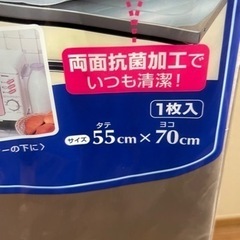 両面抗菌加工で
いつも清潔!
1枚入
タテ ヨコ
サイズ 55cm×70cm
ーの下に